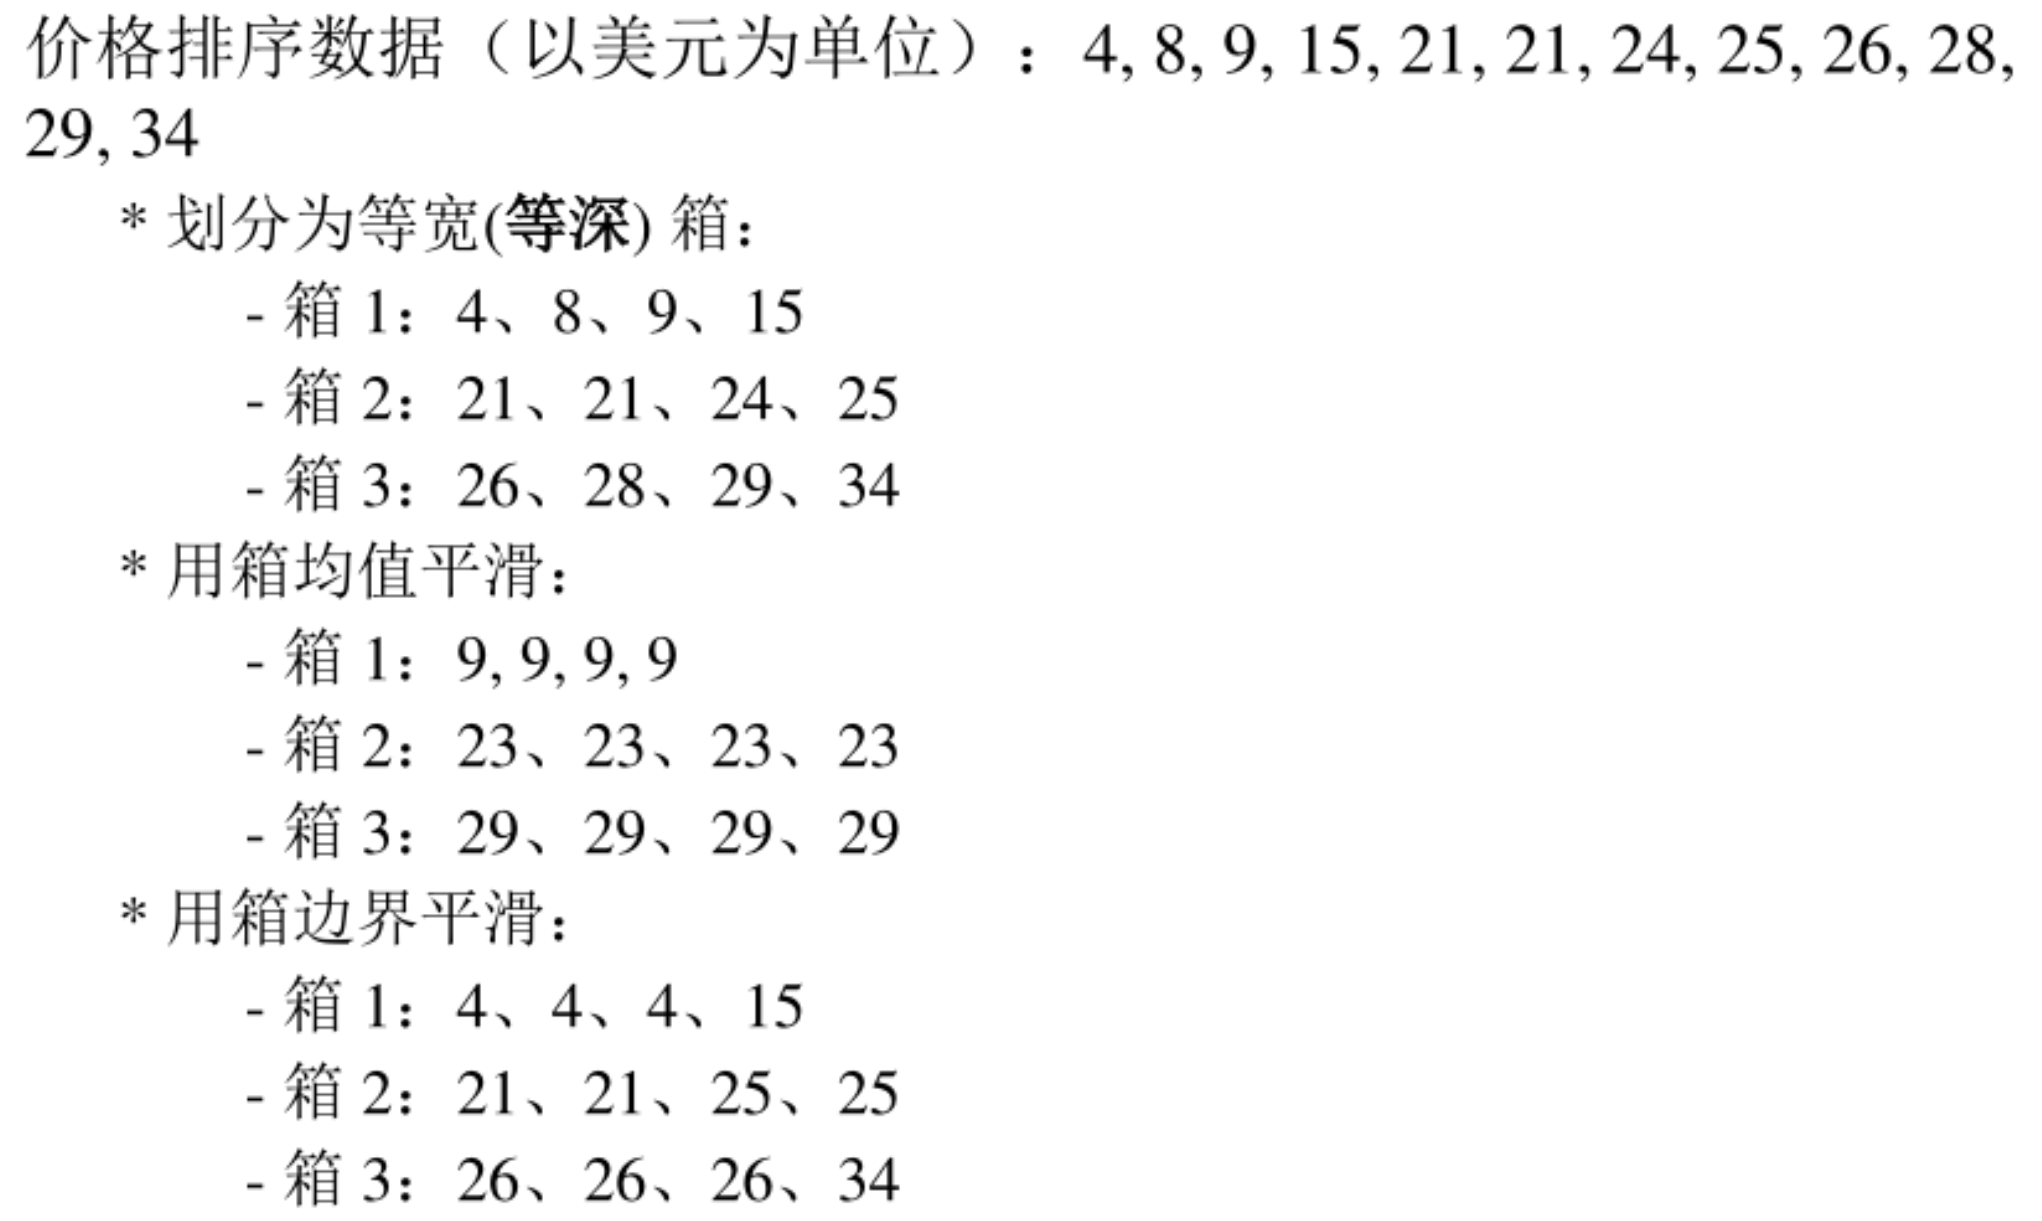 价格排序数据（以美元为单位）：4, 8, 9, 15, 21, 21, 24, 25, 26, 28,
29, 34
* 划分为等宽(等深) 箱：
- 箱 1：4、8、9、15
- 箱 2：21、21、24、25
- 箱 3：26、28、29、34
* 用箱均值平滑：
- 箱 1：9, 9, 9, 9
- 箱 2：23、23、23、23
- 箱 3：29、29、29、29
* 用箱边界平滑：
- 箱 1：4、4、4、15
- 箱 2：21、21、25、25
- 箱 3：26、26、26、34